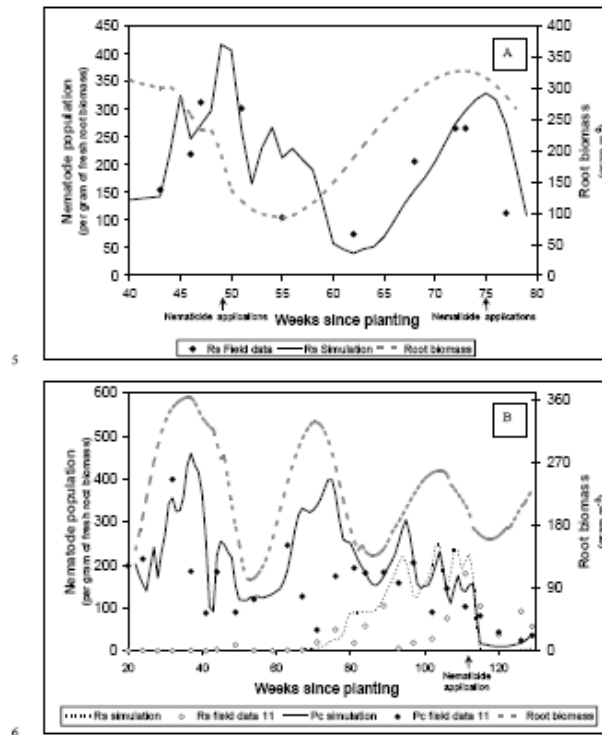 A
Nematode population
(per gram of fresh root biomass)
450
400
350
300
250
200
150
100
50
0
400
350
300
250
200
150
100
50
0
Root biomass
40 45 50 55 60 65 70 75 80
Nematicide applications
Weeks since planting
Nematicide applications
Rs Field data Rs Simulation Root biomass
5
B
Nematode population
(per gram of fresh root biomass)
600
500
400
300
200
100
0
360
270
180
90
0
Root biomass
20 40 60 80 100 120
Nematicide
application
Weeks since planting
Rs simulation Rs field data 11 Pc simulation Pc field data 11 Root biomass
6